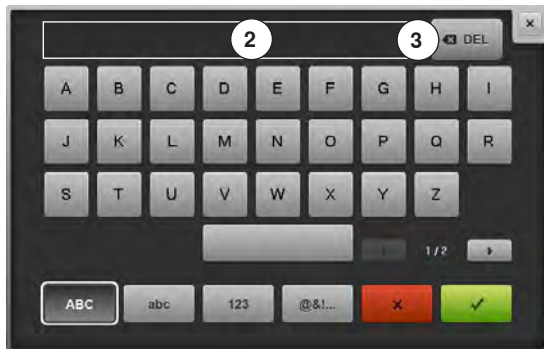 2 3 DEL ×
A B C D E F G H I
J K L M N O P Q R
S T U V W X Y Z
1/2
ABC abc 123 @&!...